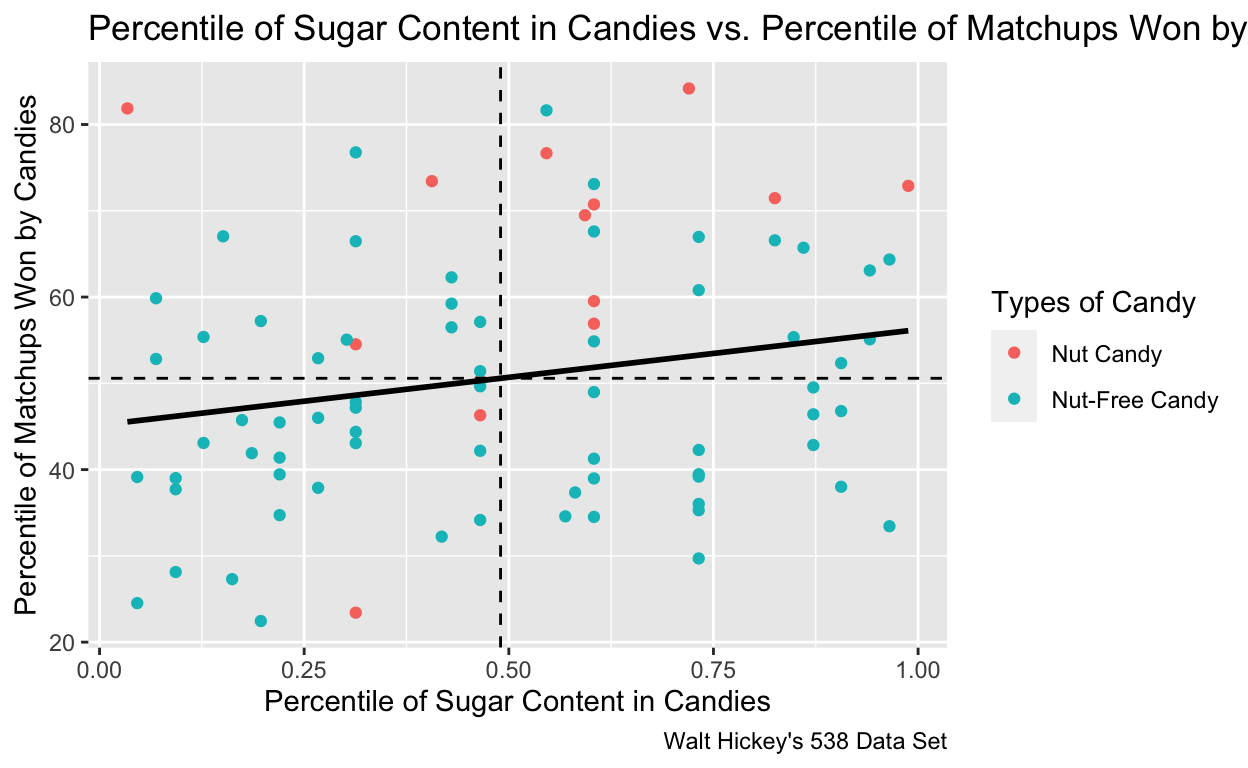 Percentile of Sugar Content in Candies vs. Percentile of Matchups Won by
Percentile of Matchups Won by Candies
80
60
40
20
0.00 0.25 0.50 0.75 1.00
Percentile of Sugar Content in Candies
Types of Candy
Nut Candy
Nut-Free Candy
Walt Hickey's 538 Data Set